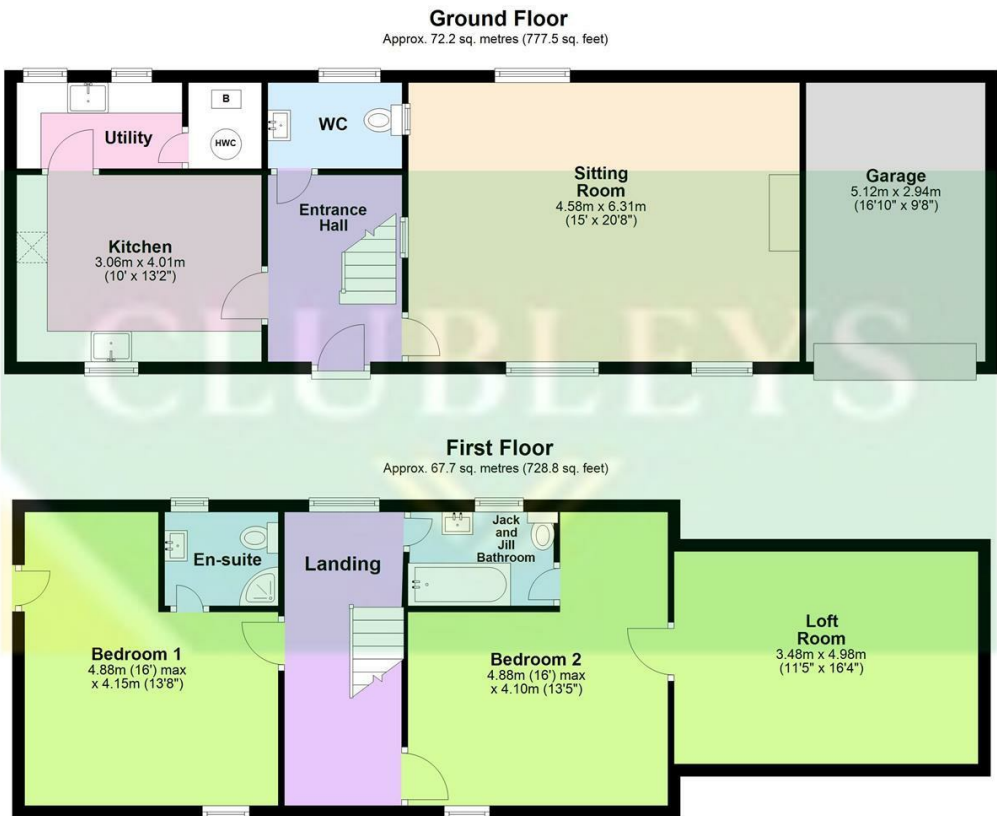 Ground Floor
Approx. 72.2 sq. metres (777.5 sq. feet)
B
HWC
Utility
WC
Entrance
Hall
Kitchen
3.06m x 4.01m
(10' x 13'2")
Sitting
Room
4.58m x 6.31m
(15' x 20'8")
Garage
5.12m x 2.94m
(16'10" x 9'8")
CLUBLEYS
First Floor
Approx. 67.7 sq. metres (728.8 sq. feet)
En-suite
Landing
Jack
and
Jill
Bathroom
Bedroom 1
4.88m (16') max
x 4.15m (13'8")
Bedroom 2
4.88m (16') max
x 4.10m (13'5")
Loft
Room
3.48m x 4.98m
(11'5" x 16'4")